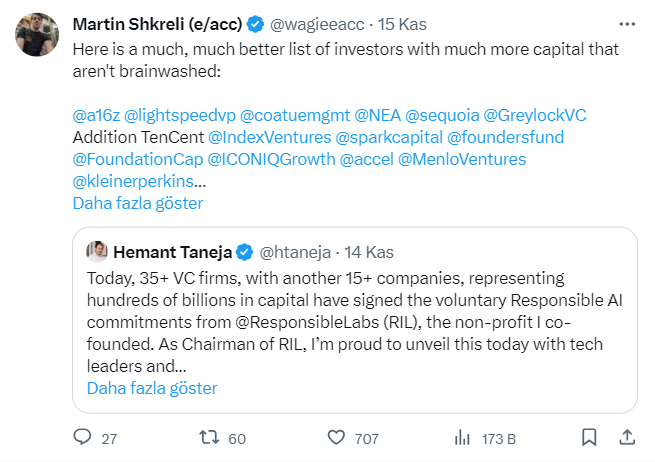 Martin Shkreli (e/acc) @wagieeacc · 15 Kas
Here is a much, much better list of investors with much more capital that
aren't brainwashed:
@a16z @lightspeedvp @coatuemgmt @NEA @sequoia @GreylockVC
Addition TenCent @IndexVentures @sparkcapital @foundersfund
@FoundationCap @ICONIQGrowth @accel @MenloVentures
@kleinerperkins...
Daha fazla göster
Hemant Taneja @htaneja · 14 Kas
Today, 35+ VC firms, with another 15+ companies, representing
hundreds of billions in capital have signed the voluntary Responsible AI
commitments from @ResponsibleLabs (RIL), the non-profit I co-
founded. As Chairman of RIL, I'm proud to unveil this today with tech
leaders and...
Daha fazla göster
27 60 707 173 B